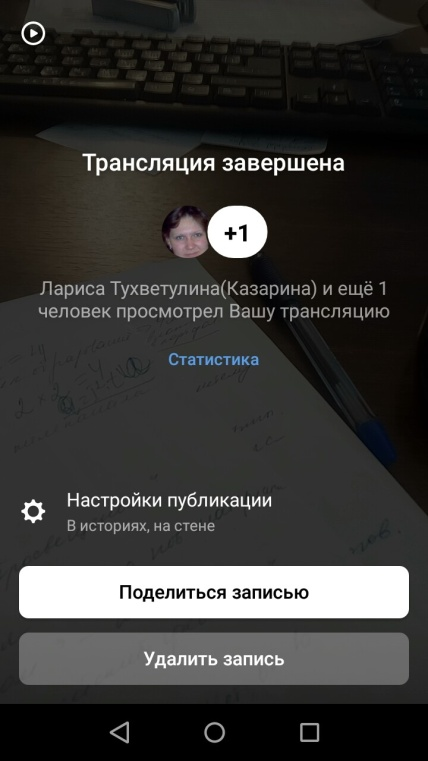 Трансляция завершена
+1
Лариса Тухветулина(Казарина) и ещё 1
человек просмотрел Вашу трансляцию
Статистика
Настройки публикации
В историях, на стене
Поделиться записью
Удалить запись